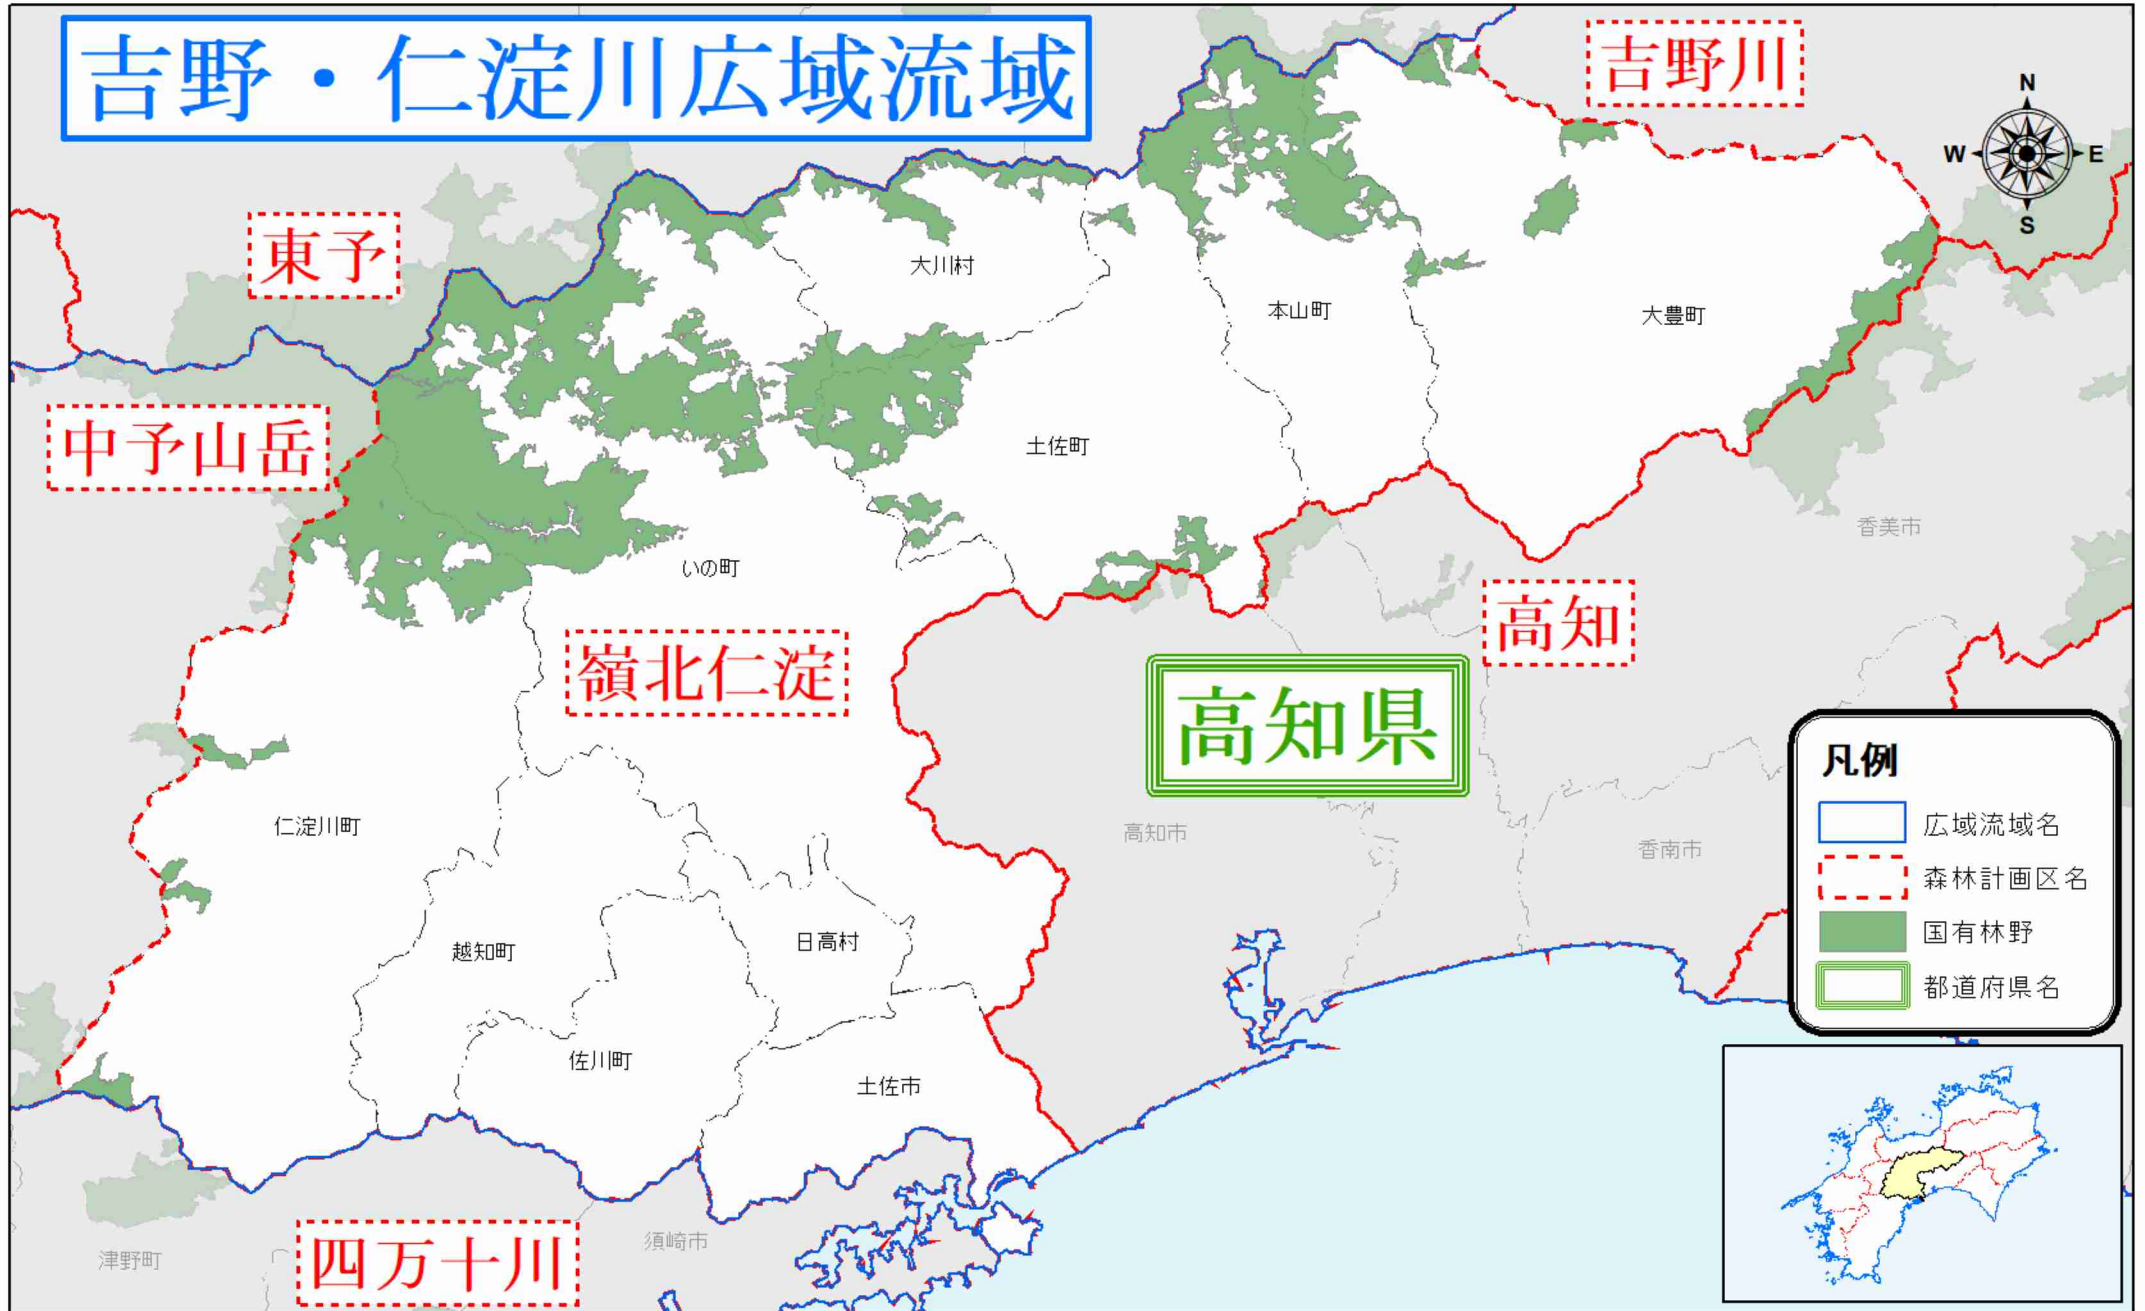 吉野・仁淀川広域流域
吉野川
N
W
E
S
東予
大川村
本山町
大豊町
中予山岳
土佐町
香美市
いの町
高知
嶺北仁淀
高知県
凡例
広域流域名
森林計画区名
国有林野
都道府県名
仁淀川町
高知市
香南市
越知町
日高村
佐川町
土佐市
須崎市
津野町
四万十川